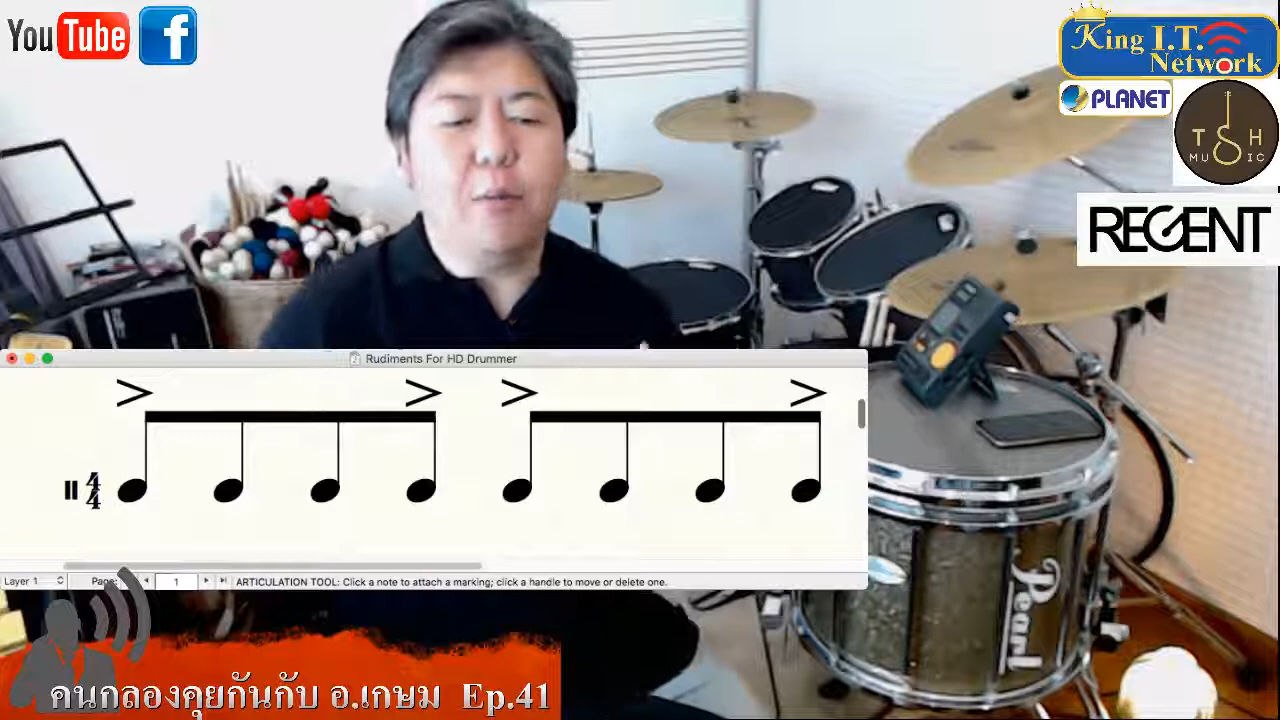 YouTube f
King I.T. Network
PLANET
TSH MUSIC
REGENT
Rudiments For HD Drummer
4
4
Layer 1 Page: 1 ARTICULATION TOOL: Click a note to attach a marking; click a handle to move or delete one.
Pearl
คนกลองคุยกันกับ อ.เกษม Ep.41